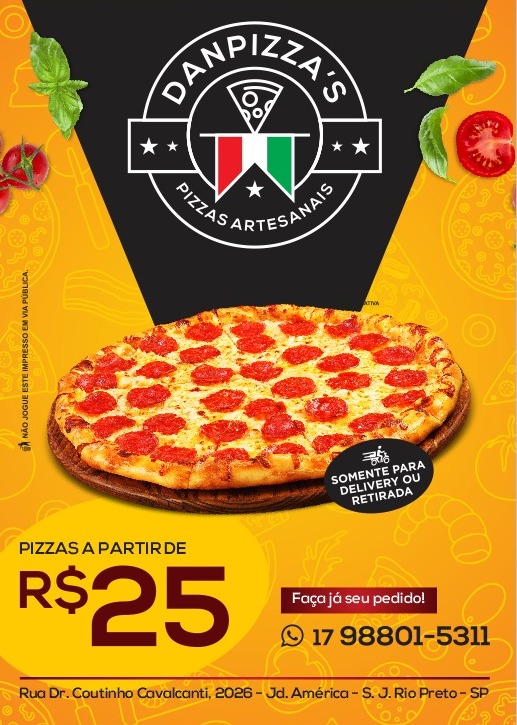 DANPIZZA'S
PIZZAS ARTESANAIS
NÃO JOGUE ESTE IMPRESSO EM VIA PÚBLICA.
SOMENTE PARA
DELIVERY OU
RETIRADA
PIZZAS A PARTIR DE
R$25
Faça já seu pedido!
17 98801-5311
Rua Dr. Coutinho Cavalcanti, 2026 - Jd. América - S. J. Rio Preto - SP